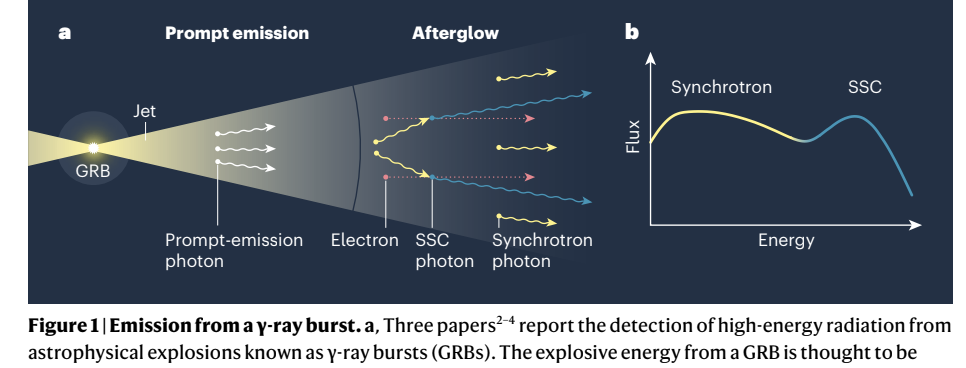 a
Prompt emission
Afterglow
Jet
GRB
Prompt-emission
photon
Electron
SSC
photon
Synchrotron
photon
b
Synchrotron
SSC
Flux
Energy
Figure 1 | Emission from a γ-ray burst. a, Three papers²⁻⁴ report the detection of high-energy radiation from
astrophysical explosions known as γ-ray bursts (GRBs). The explosive energy from a GRB is thought to be